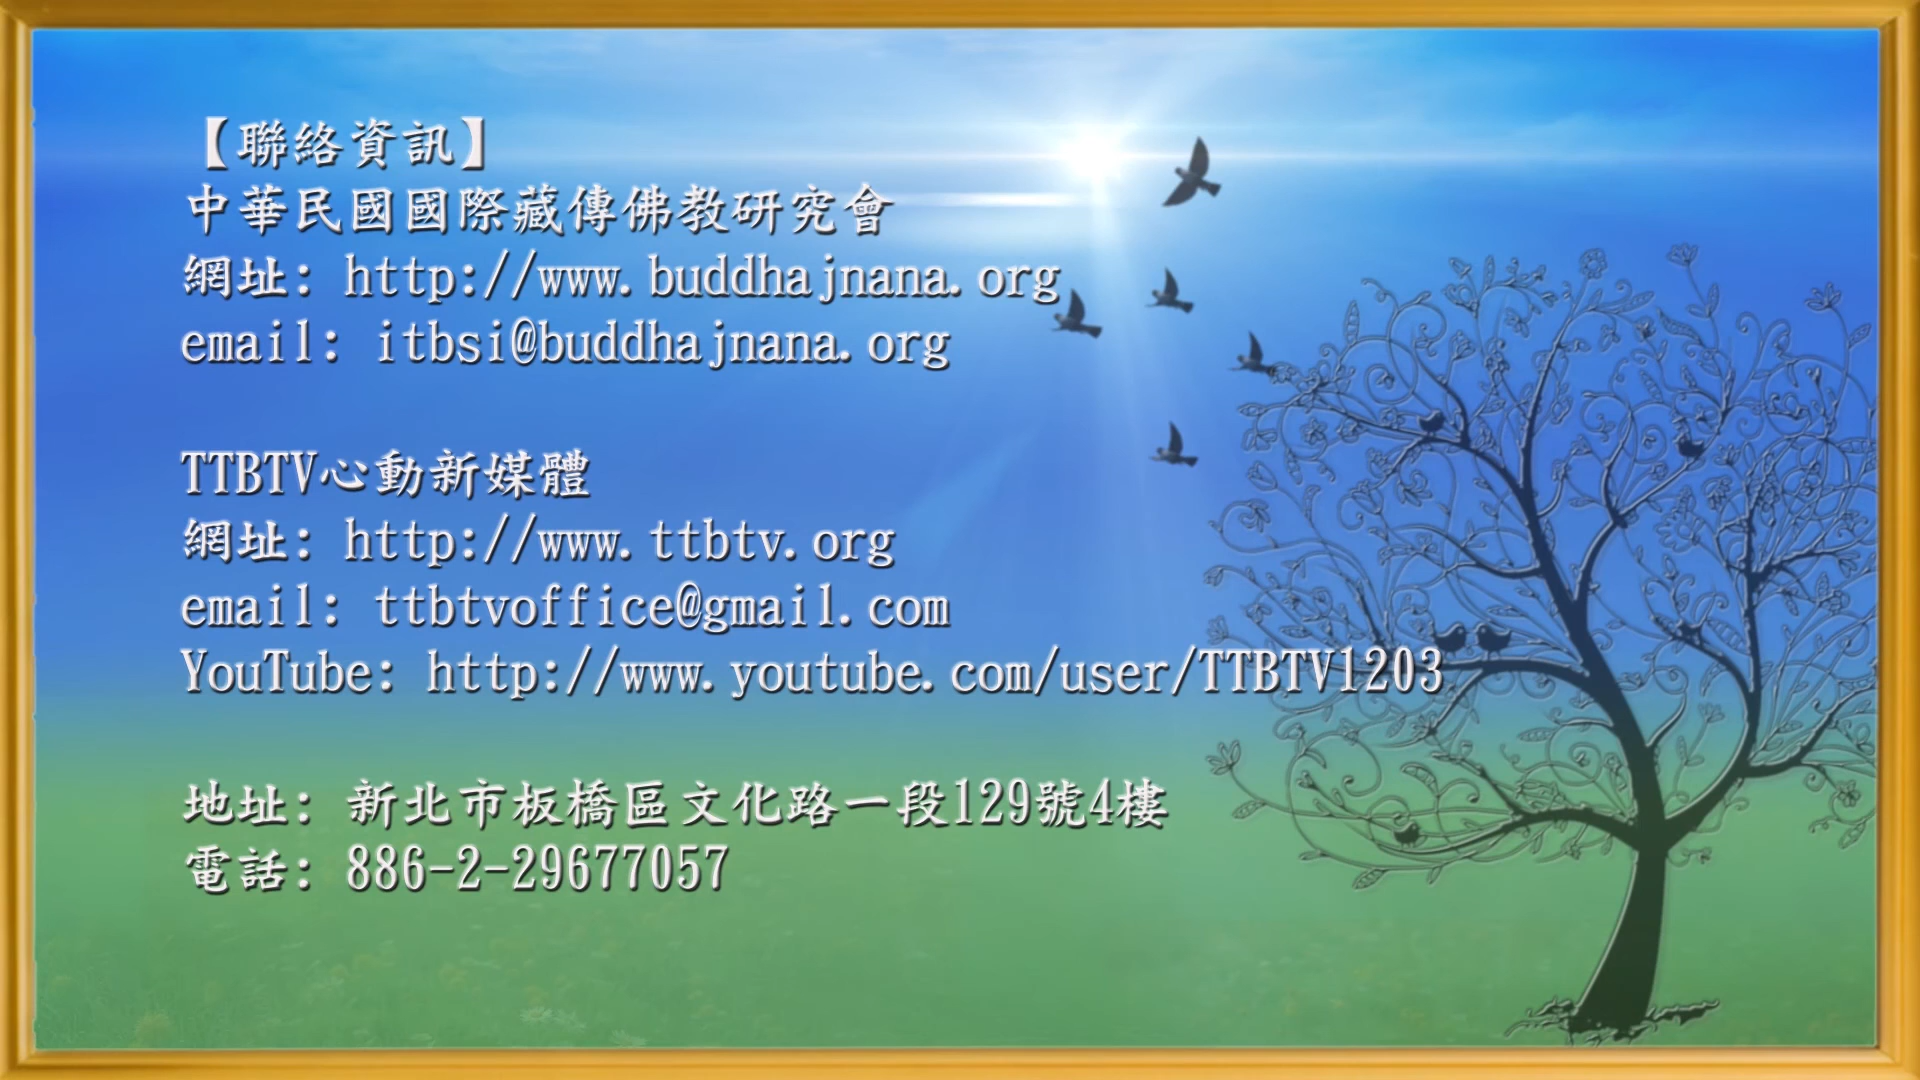 【聯絡資訊】
中華民國國際藏傳佛教研究會
網址: http://www.buddhajnana.org
email: itbsi@buddhajnana.org
TTBTV心動新媒體
網址: http://www.ttbtv.org
email: ttbtvoffice@gmail.com
YouTube: http://www.youtube.com/user/TTBTV1203
地址: 新北市板橋區文化路一段129號4樓
電話: 886-2-29677057